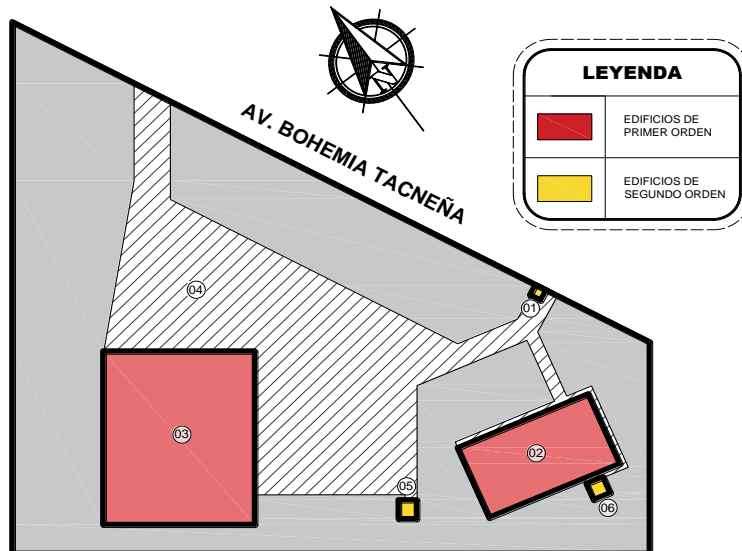 AV. BOHEMIA TACNEÑA
LEYENDA
EDIFICIOS DE
PRIMER ORDEN
EDIFICIOS DE
SEGUNDO ORDEN
01
04
03
02
05
06